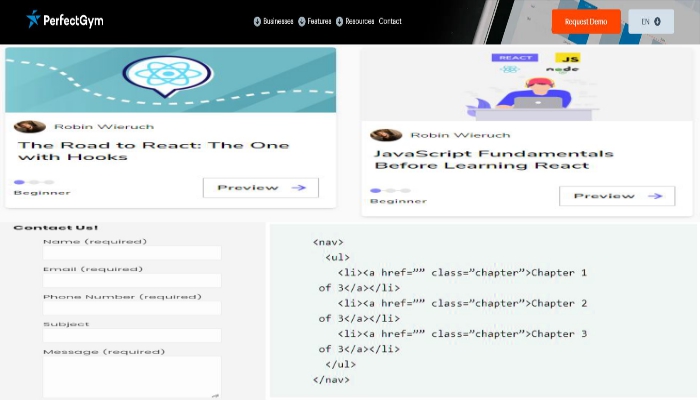 PerfectGym
Businesses Features Resources Contact
Request Demo
EN
REACT
JS
node
Robin Wieruch
The Road to React: The One
with Hooks
Beginner
Preview →
Robin Wieruch
JavaScript Fundamentals
Before Learning React
Beginner
Preview →
Contact Us!
Name (required)
Email (required)
Phone Number (required)
Subject
Message (required)
<nav>
<ul>
<li><a href=”” class=”chapter”>Chapter 1
of 3</a></li>
<li><a href=”” class=”chapter”>Chapter 2
of 3</a></li>
<li><a href=”” class=”chapter”>Chapter 3
of 3</a></li>
</ul>
</nav>